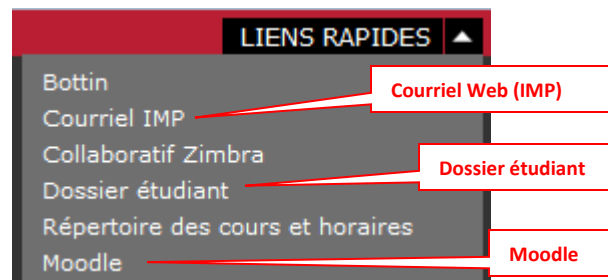 LIENS RAPIDES
Bottin
Courriel Web (IMP)
Courriel IMP
Collaboratif Zimbra
Dossier étudiant
Dossier étudiant
Répertoire des cours et horaires
Moodle
Moodle